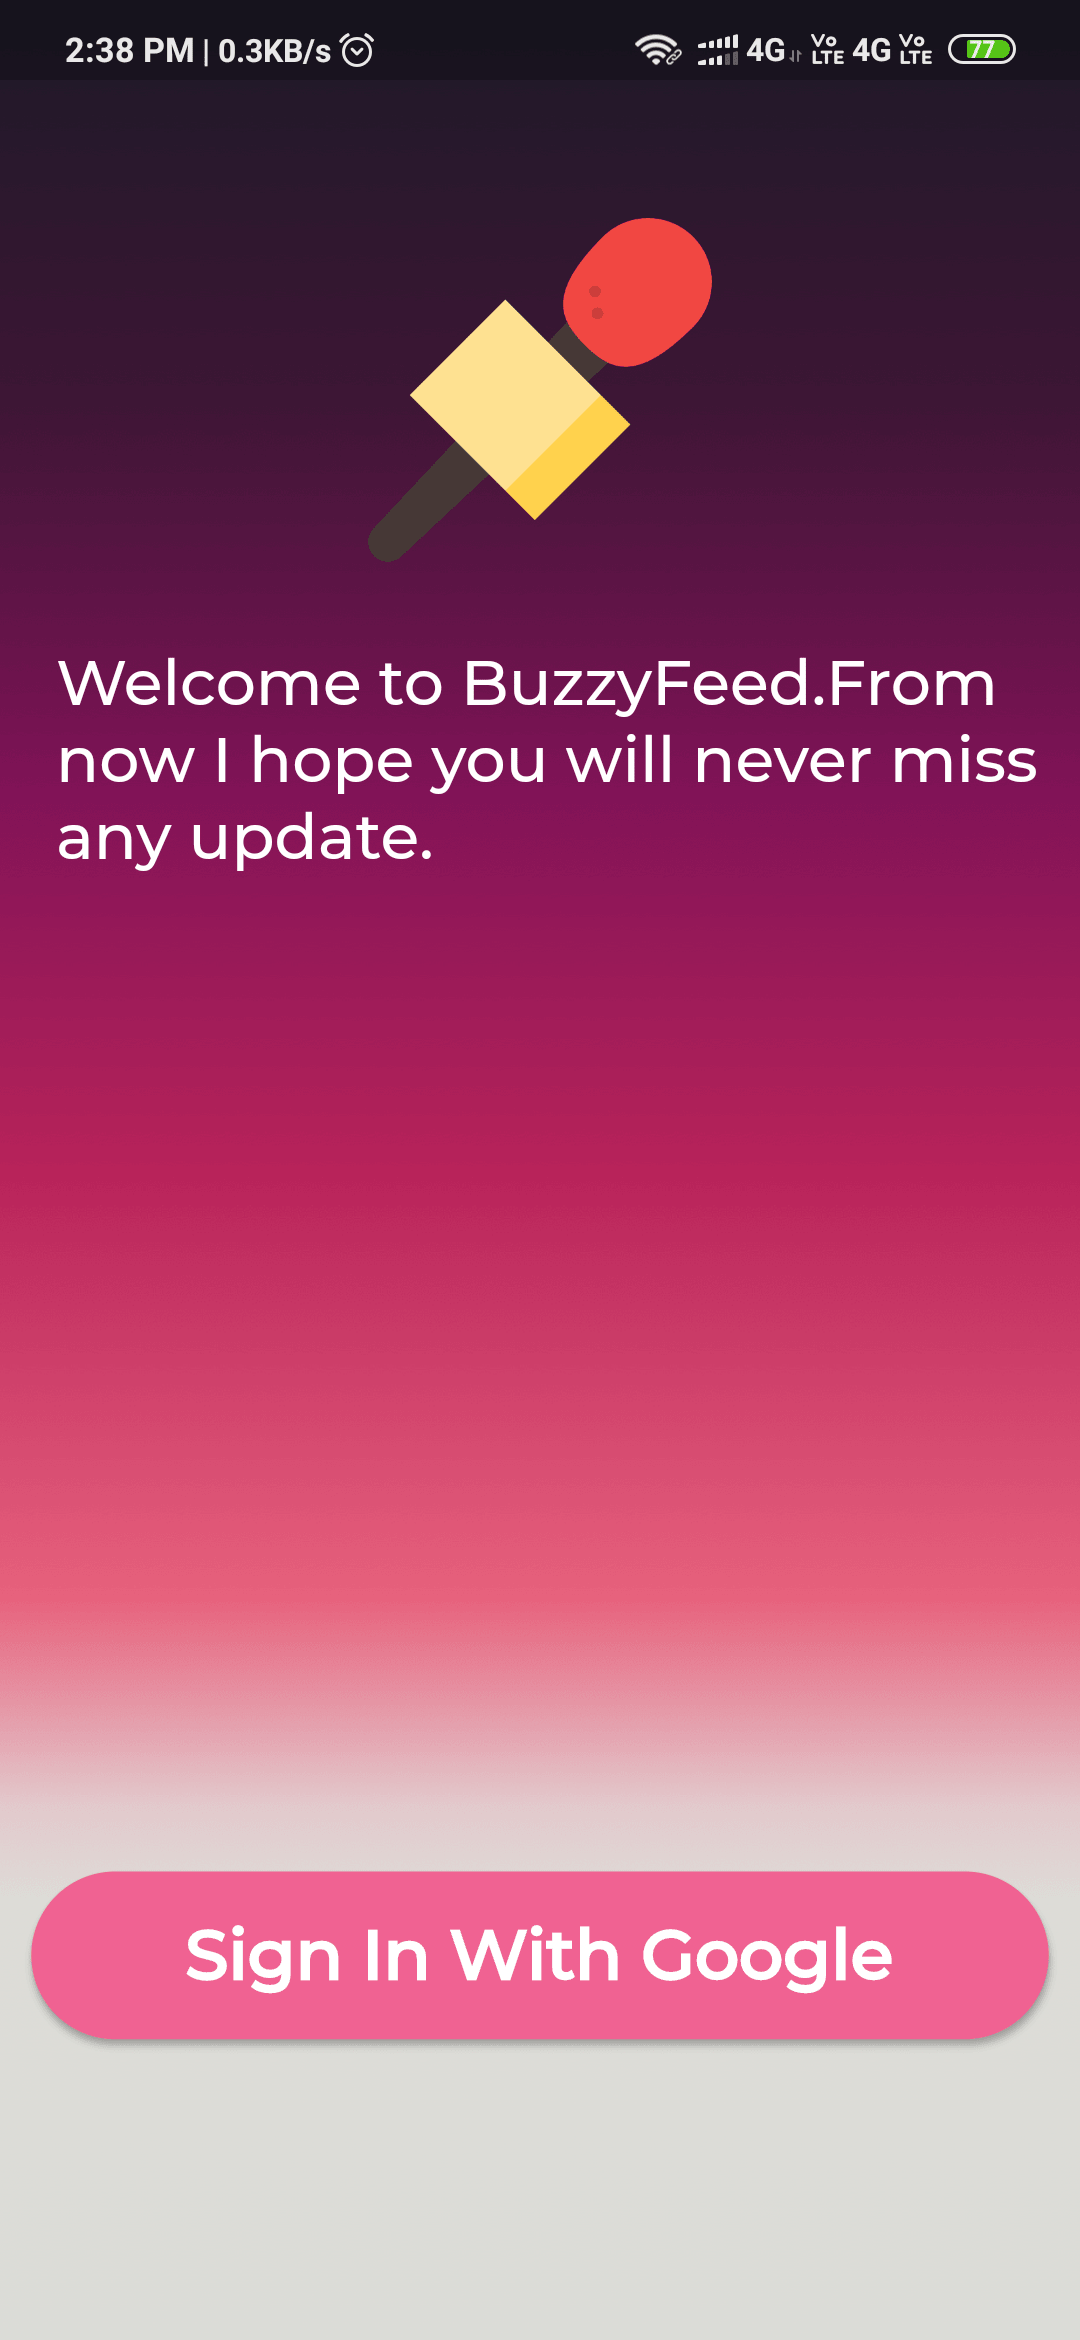 2:38 PM | 0.3KB/s 4G Vo LTE 4G Vo LTE 77
Welcome to BuzzyFeed.From
now I hope you will never miss
any update.
Sign In With Google